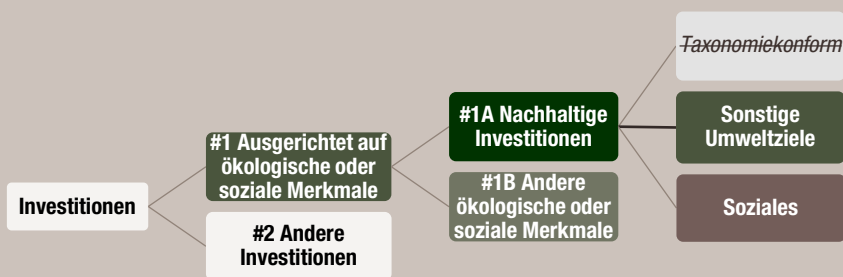 Investitionen
#1 Ausgerichtet auf
ökologische oder
soziale Merkmale
#2 Andere
Investitionen
#1A Nachhaltige
Investitionen
#1B Andere
ökologische oder
soziale Merkmale
Taxonomiekonform
Sonstige
Umweltziele
Soziales